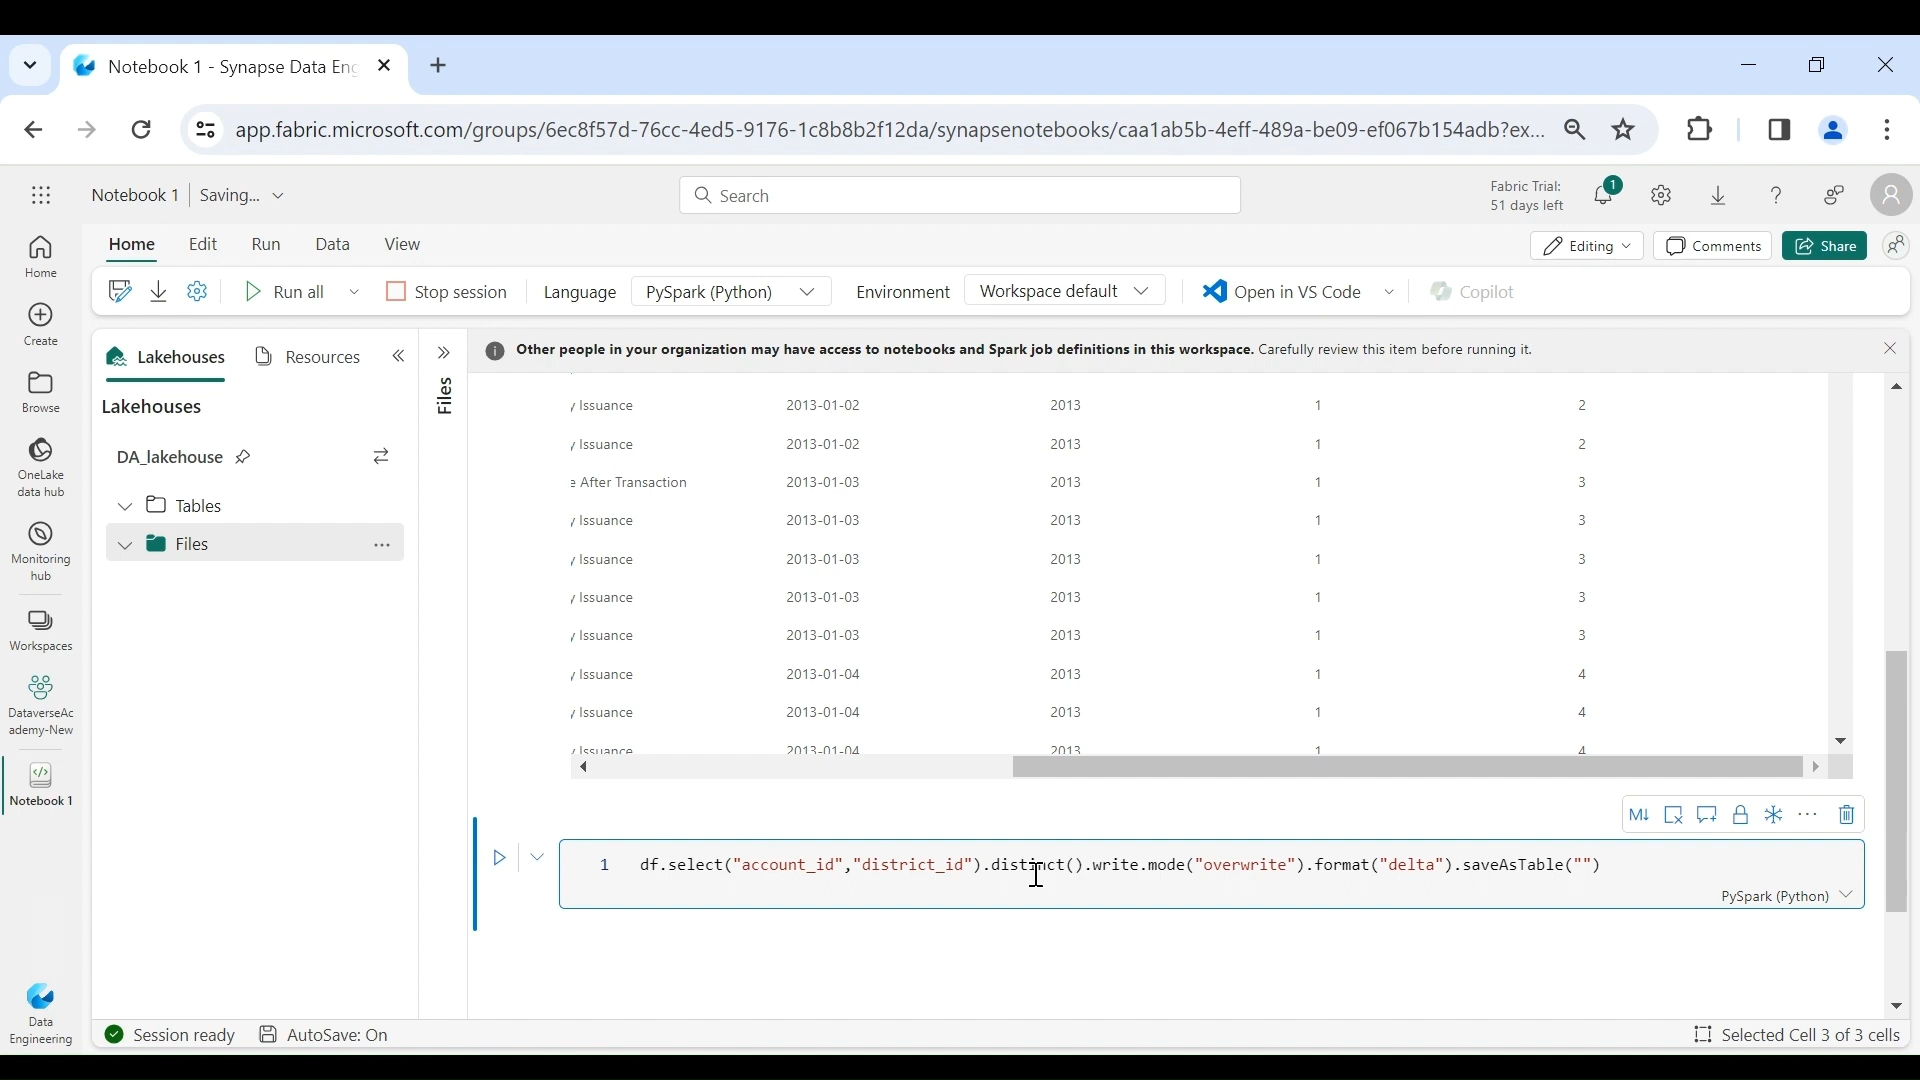 Notebook 1 - Synapse Data Eng
app.fabric.microsoft.com/groups/6ec8f57d-76cc-4ed5-9176-1c8b8b2f12da/synapsenotebooks/caa1ab5b-4eff-489a-be09-ef067b154adb?ex...
Notebook 1 | Saving...
Search
Fabric Trial:
51 days left
1
Home Edit Run Data View
Editing Comments Share
Run all Stop session Language PySpark (Python) Environment Workspace default Open in VS Code Copilot
Home
Create
Browse
OneLake
data hub
Monitoring
hub
Workspaces
DataverseAc
ademy-New
Notebook 1
Data
Engineering
Lakehouses Resources
Lakehouses
DA_lakehouse
Tables
Files ...
Files
Other people in your organization may have access to notebooks and Spark job definitions in this workspace. Carefully review this item before running it.
y Issuance 2013-01-02 2013 1 2
y Issuance 2013-01-02 2013 1 2
e After Transaction 2013-01-03 2013 1 3
y Issuance 2013-01-03 2013 1 3
y Issuance 2013-01-03 2013 1 3
y Issuance 2013-01-03 2013 1 3
y Issuance 2013-01-03 2013 1 3
y Issuance 2013-01-04 2013 1 4
y Issuance 2013-01-04 2013 1 4
y Issuance 2013-01-04 2013 1 4
M↓
1 df.select("account_id","district_id").distinct().write.mode("overwrite").format("delta").saveAsTable("")
PySpark (Python)
Session ready AutoSave: On
Selected Cell 3 of 3 cells